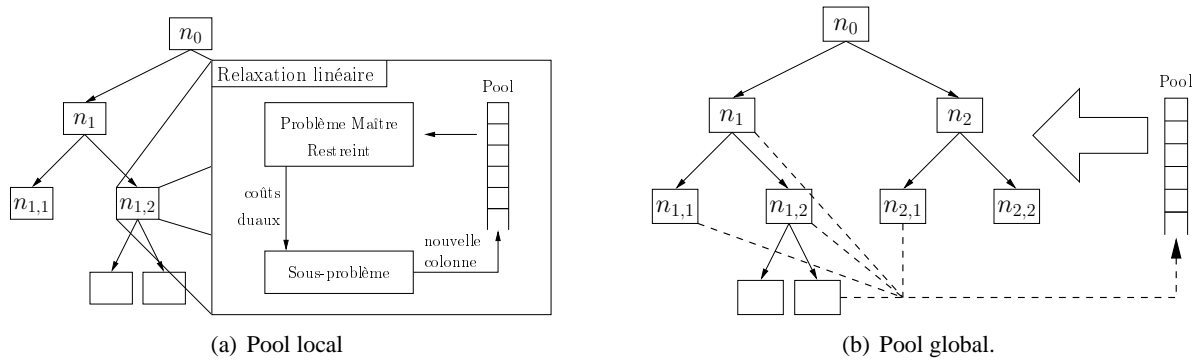 n0
Relaxation linéaire
Pool
n1
Problème Maître
Restreint
n1,1
n1,2
coûts
duaux
nouvelle
colonne
Sous-problème
(a) Pool local
n0
Pool
n1
n2
n1,1
n1,2
n2,1
n2,2
(b) Pool global.